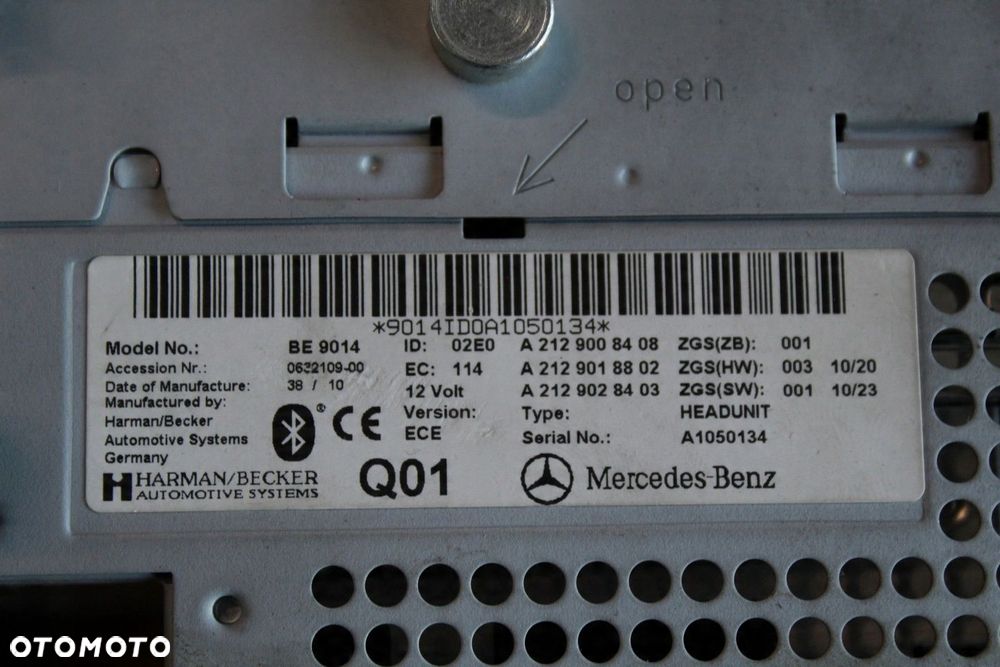 open
*9014ID0A1050134*
Model No.: BE 9014 ID: 02E0 A 212 900 84 08 ZGS(ZB): 001
Accession Nr.: 0632109-00 EC: 114 A 212 901 88 02 ZGS(HW): 003 10/20
Date of Manufacture: 38 / 10 12 Volt A 212 902 84 03 ZGS(SW): 001 10/23
Manufactured by: Version: Type: HEADUNIT
Harman/Becker ® CE ECE Serial No.: A1050134
Automotive Systems
Germany
HARMAN/BECKER Q01 Mercedes-Benz
AUTOMOTIVE SYSTEMS
OTOMOTO